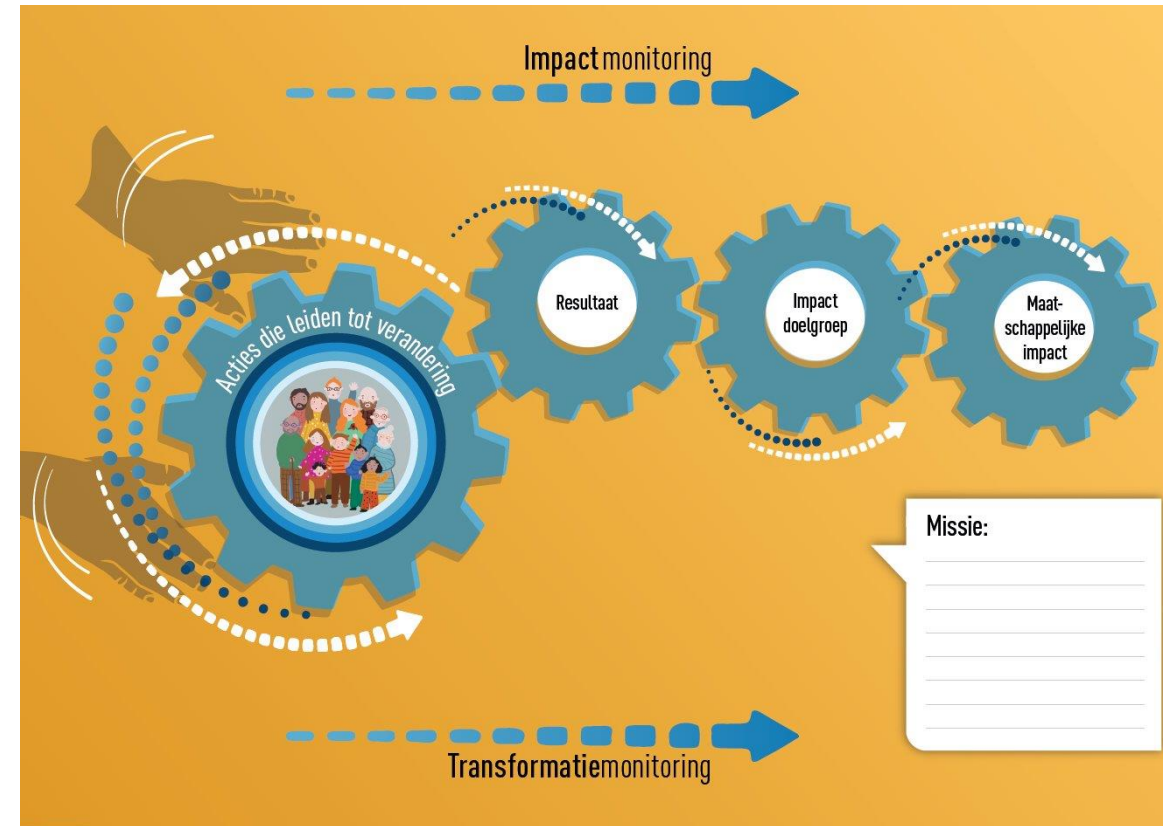 Impactmonitoring
Acties die leiden tot verandering
Resultaat
Impact
doelgroep
Maat-
schappelijke
impact
Missie:
Transformatiemonitoring